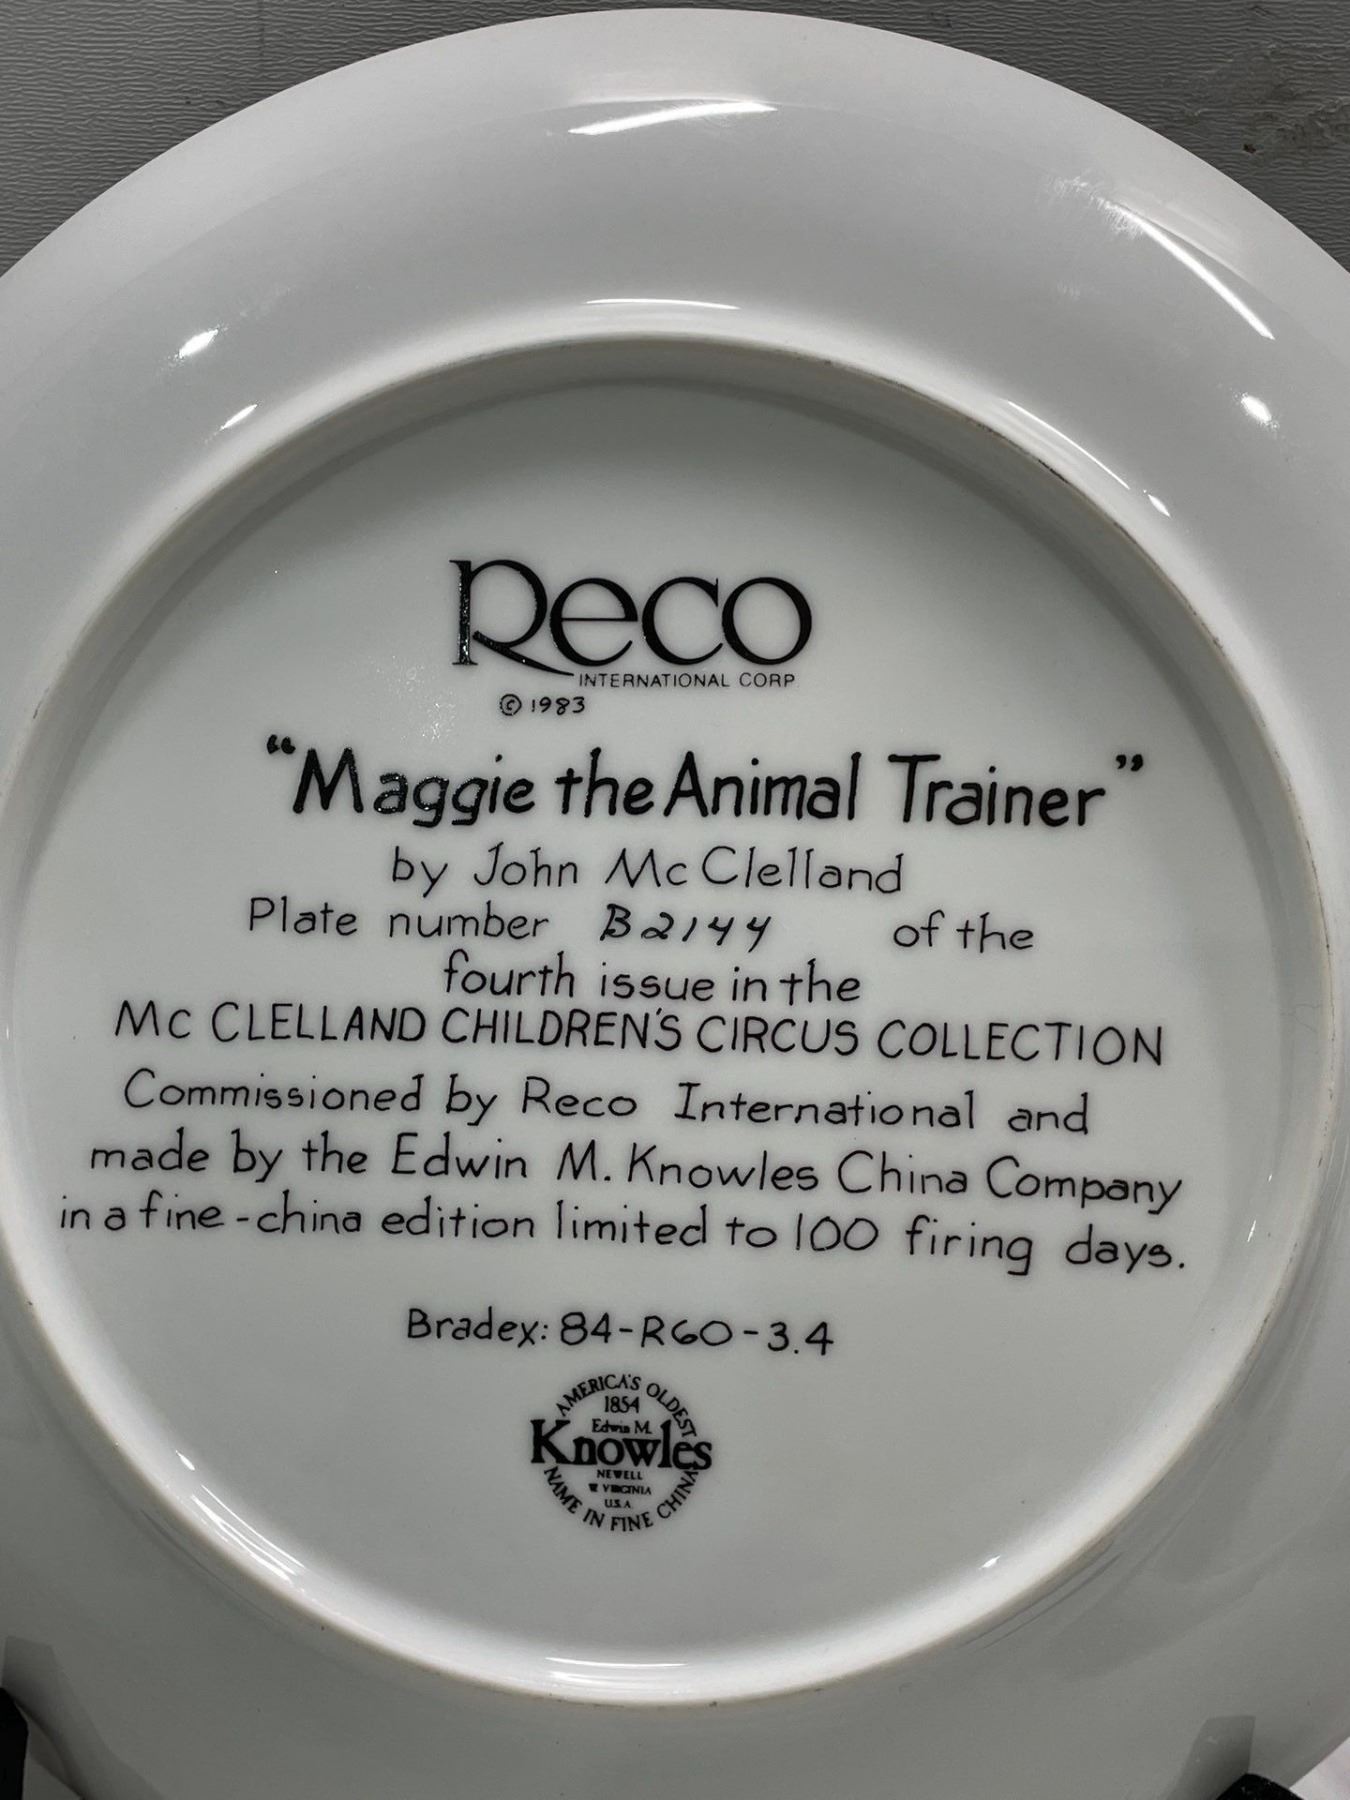 Reco
INTERNATIONAL CORP
© 1983
“Maggie the Animal Trainer”
by John McClelland
Plate number B2144 of the
fourth issue in the
MC CLELLAND CHILDREN'S CIRCUS COLLECTION
Commissioned by Reco International and
made by the Edwin M. Knowles China Company
in a fine-china edition limited to 100 firing days.
Bradex: 84-R60-3.4
AMERICA'S OLDEST
1854
Edwin M.
Knowles
NEWELL
W VIRGINIA
U.S.A.
NAME IN FINE CHINA